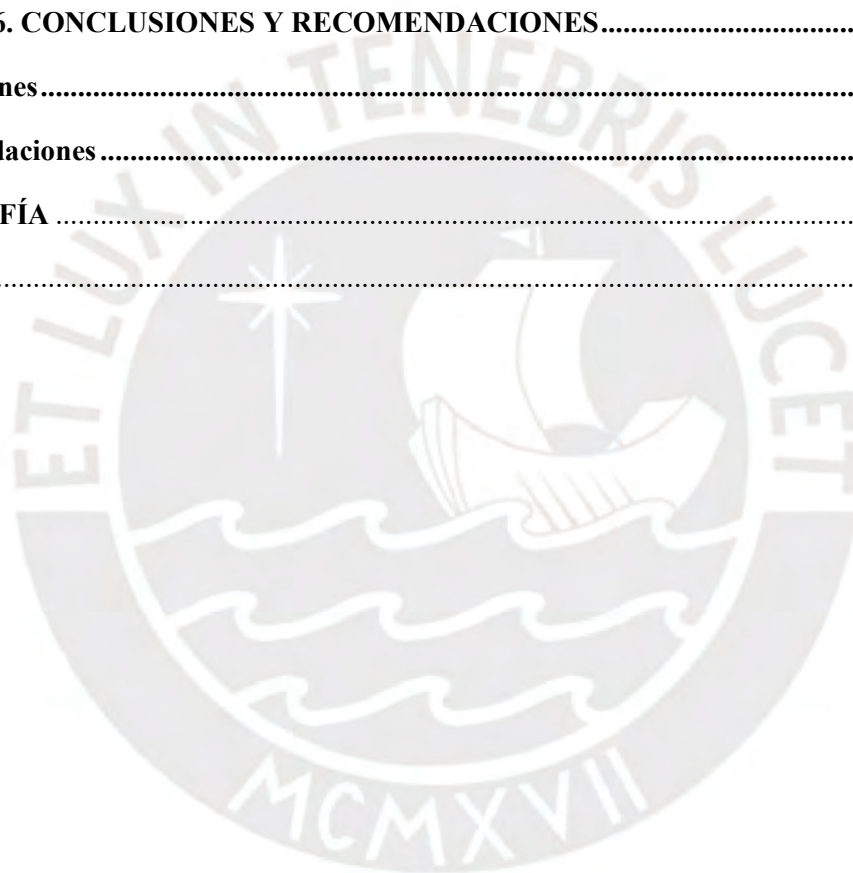 6. CONCLUSIONES Y RECOMENDACIONES..........................................
nes..........................................................................................................
laciones................................................................................................
FÍA ........................................................................................................
................................................................................................................
ET LUX IN TENEBRIS LUCET
MCMXVII